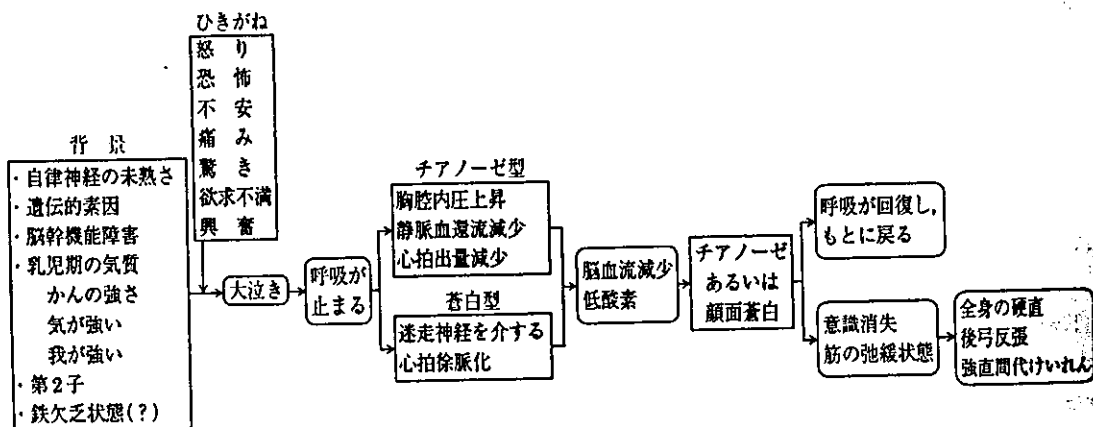 ひきがね
怒り
恐怖
不安
痛み
驚き
欲求不満
興奮
背景
・自律神経の未熟さ
・遺伝的素因
・脳幹機能障害
・乳児期の気質
かんの強さ
気が強い
我が強い
・第2子
・鉄欠乏状態(?)
大泣き
呼吸が
止まる
チアノーゼ型
胸腔内圧上昇
静脈血還流減少
心拍出量減少
蒼白型
迷走神経を介する
心拍徐脈化
脳血流減少
低酸素
チアノーゼ
あるいは
顔面蒼白
呼吸が回復し,
もとに戻る
意識消失
筋の弛緩状態
全身の硬直
後弓反張
強直間代けいれん